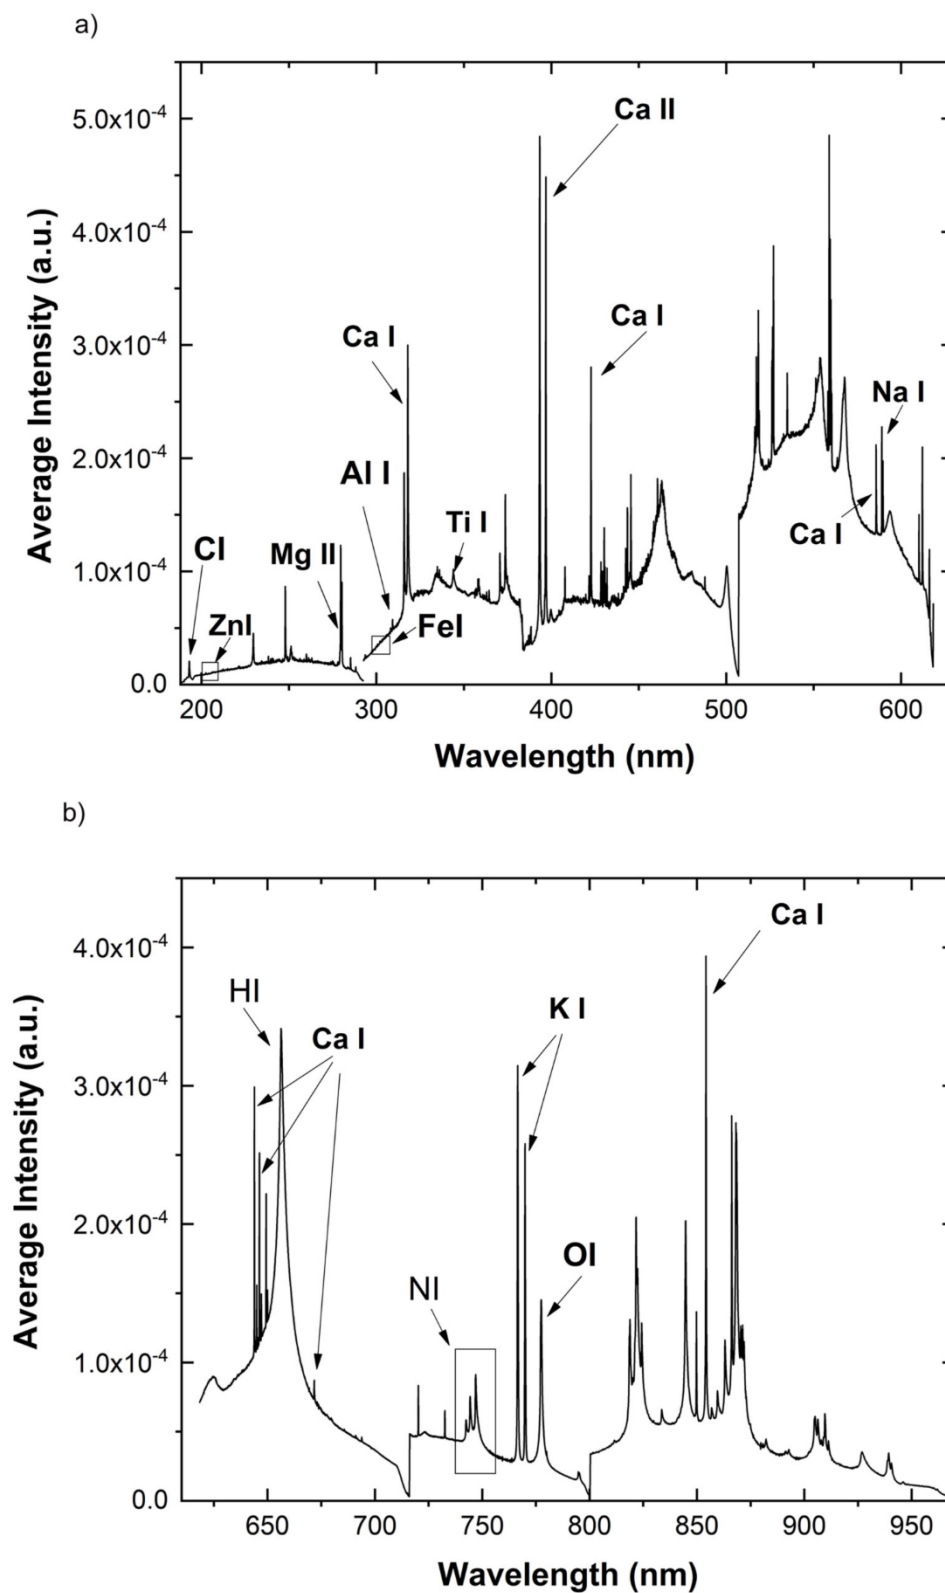 a)
Average Intensity (a.u.)
5.0x10⁻⁴
4.0x10⁻⁴
3.0x10⁻⁴
2.0x10⁻⁴
1.0x10⁻⁴
0.0
Ca II
Ca I
Ca I
Al I
Ti I
Na I
Ca I
CI
Mg II
ZnI
FeI
200 300 400 500 600
Wavelength (nm)
b)
Average Intensity (a.u.)
4.0x10⁻⁴
3.0x10⁻⁴
2.0x10⁻⁴
1.0x10⁻⁴
0.0
Ca I
HI
K I
Ca I
OI
NI
650 700 750 800 850 900 950
Wavelength (nm)